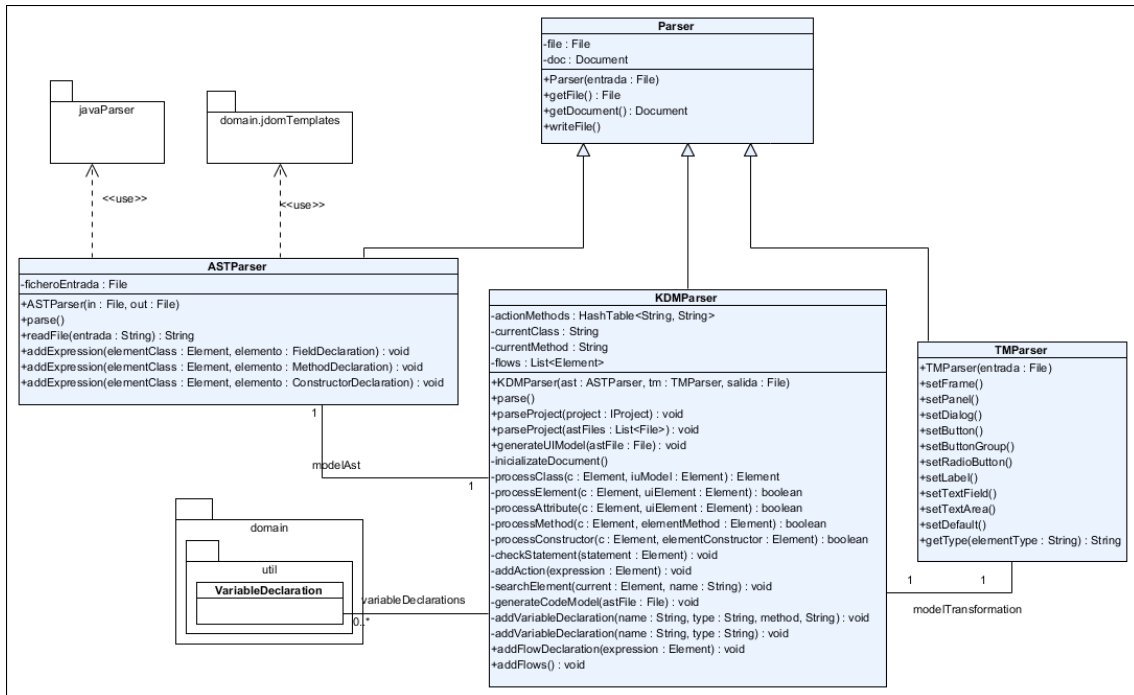 Parser
-file : File
-doc : Document
+Parser(entrada : File)
+getFile() : File
+getDocument() : Document
+writeFile()
javaParser
domain.jdomTemplates
<<use>>
<<use>>
ASTParser
-ficheroEntrada : File
+ASTParser(in : File, out : File)
+parse()
+readFile(entrada : String) : String
+addExpression(elementClass : Element, elemento : FieldDeclaration) : void
+addExpression(elementClass : Element, elemento : MethodDeclaration) : void
+addExpression(elementClass : Element, elemento : ConstructorDeclaration) : void
1
modelAst
1
KDMParser
-actionMethods : HashTable<String, String>
-currentClass : String
-currentMethod : String
-flows : List<Element>
+KDMParser(ast : ASTParser, tm : TMParser, salida : File)
+parse()
+parseProject(project : IProject) : void
+parseProject(astFiles : List<File>) : void
+generateUIModel(astFile : File) : void
-inicializateDocument()
-processClass(c : Element, iuModel : Element) : Element
-processElement(c : Element, uiElement : Element) : boolean
-processAttribute(c : Element, uiElement : Element) : boolean
-processMethod(c : Element, elementMethod : Element) : boolean
-processConstructor(c : Element, elementConstructor : Element) : boolean
-checkStatement(statement : Element) : void
-addAction(expression : Element) : void
-searchElement(current : Element, name : String) : void
-generateCodeModel(astFile : File) : void
-addVariableDeclaration(name : String, type : String, method, String) : void
-addVariableDeclaration(name : String, type : String) : void
+addFlowDeclaration(expression : Element) : void
+addFlows() : void
TMParser
+TMParser(entrada : File)
+setFrame()
+setPanel()
+setDialog()
+setButton()
+setButtonGroup()
+setRadioButton()
+setLabel()
+setTextField()
+setTextArea()
+setDefault()
+getType(elementType : String) : String
1
1
modelTransformation
domain
util
VariableDeclaration
variableDeclarations
0..*